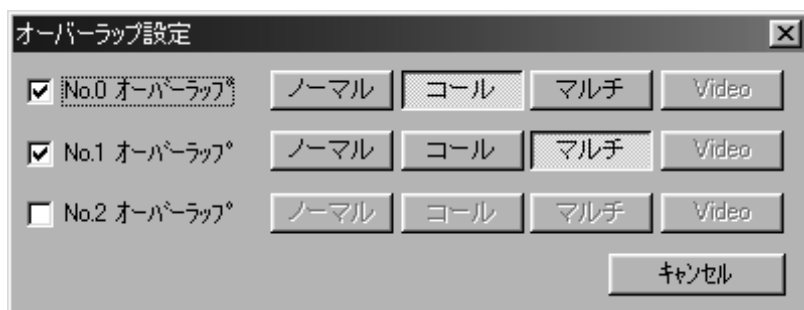 オーバーラップ設定
No.0 オーバーラップ ノーマル コール マルチ Video
No.1 オーバーラップ ノーマル コール マルチ Video
No.2 オーバーラップ ノーマル コール マルチ Video
キャンセル